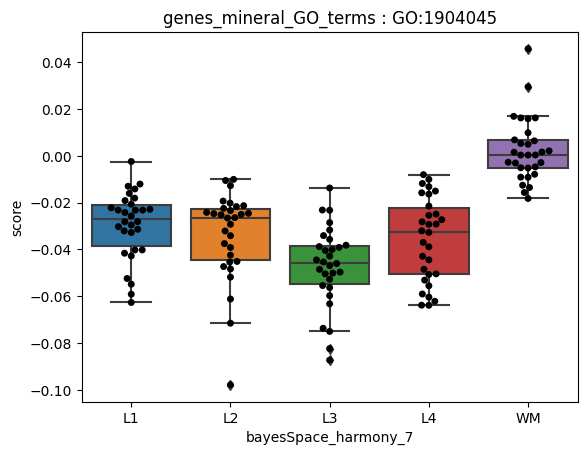 genes_mineral_GO_terms : GO:1904045
0.04
0.02
0.00
−0.02
−0.04
−0.06
−0.08
−0.10
score
L1 L2 L3 L4 WM
bayesSpace_harmony_7